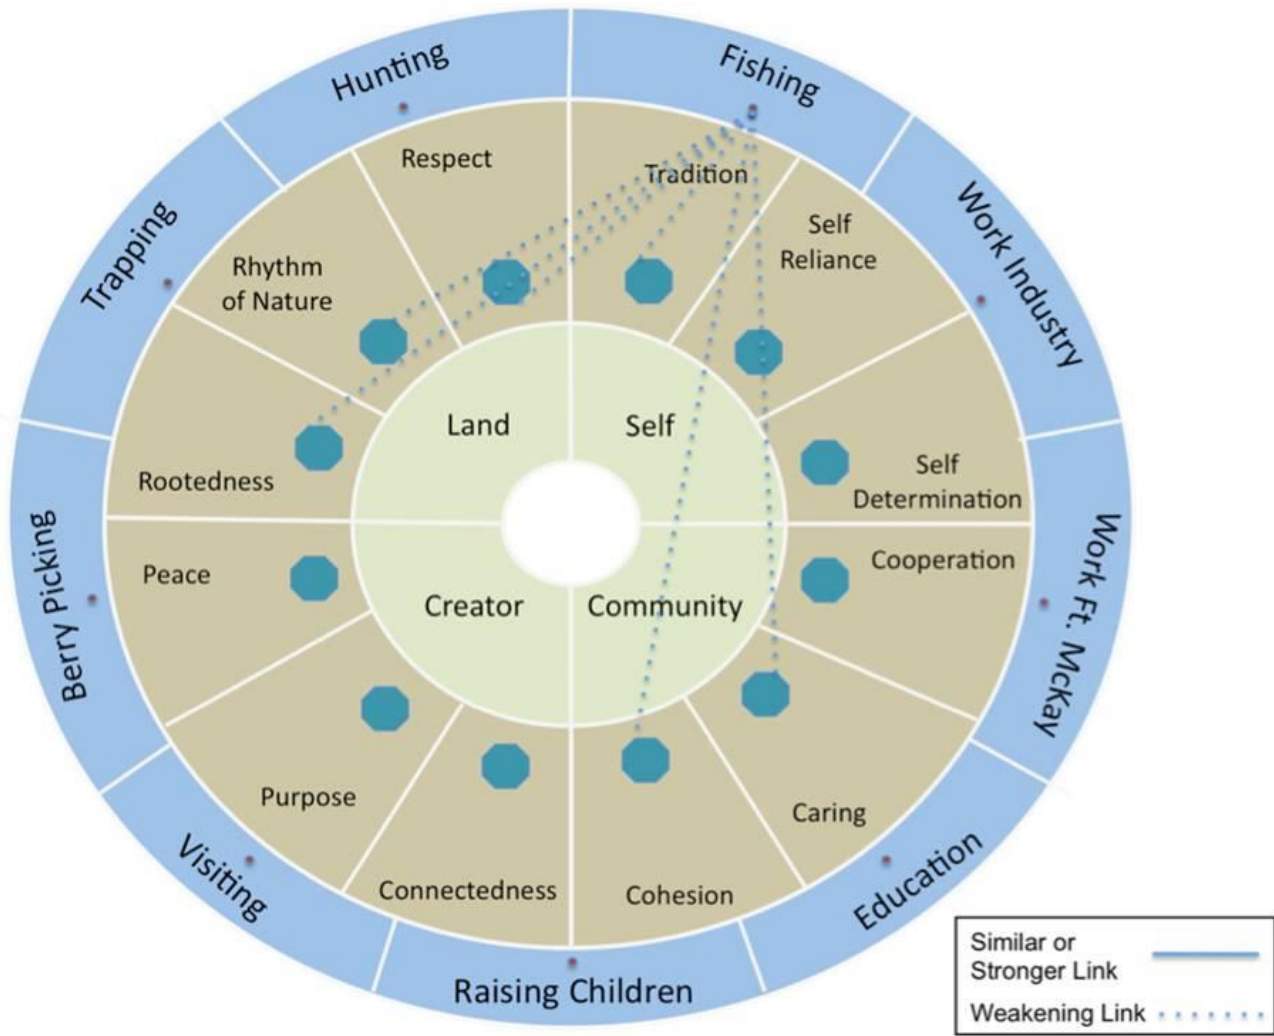 Hunting
Fishing
Respect
Tradition
Work Industry
Trapping
Self
Reliance
Rhythm
of Nature
Land
Self
Rootedness
Self
Determination
Berry Picking
Peace
Cooperation
Work Ft. McKay
Creator
Community
Purpose
Caring
Visiting
Connectedness
Cohesion
Education
Raising Children
Similar or
Stronger Link
Weakening Link